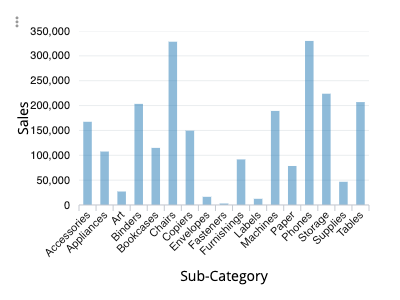 350,000
300,000
250,000
200,000
150,000
100,000
50,000
0
Sales
Accessories
Appliances
Art
Binders
Bookcases
Chairs
Copiers
Envelopes
Fasteners
Furnishings
Labels
Machines
Paper
Phones
Storage
Supplies
Tables
Sub-Category